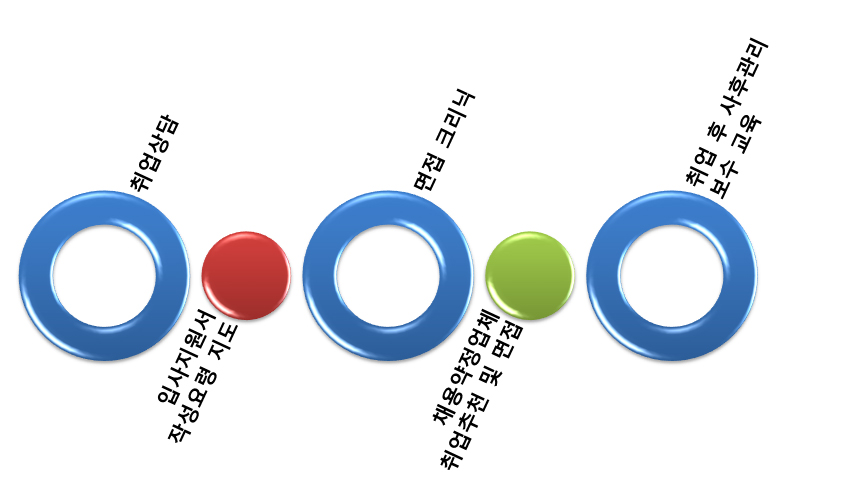 취업상담
입사지원서
작성요령 지도
면접 크리닉
채용약정업체
취업추천 및 면접
취업 후 사후관리
보수 교육